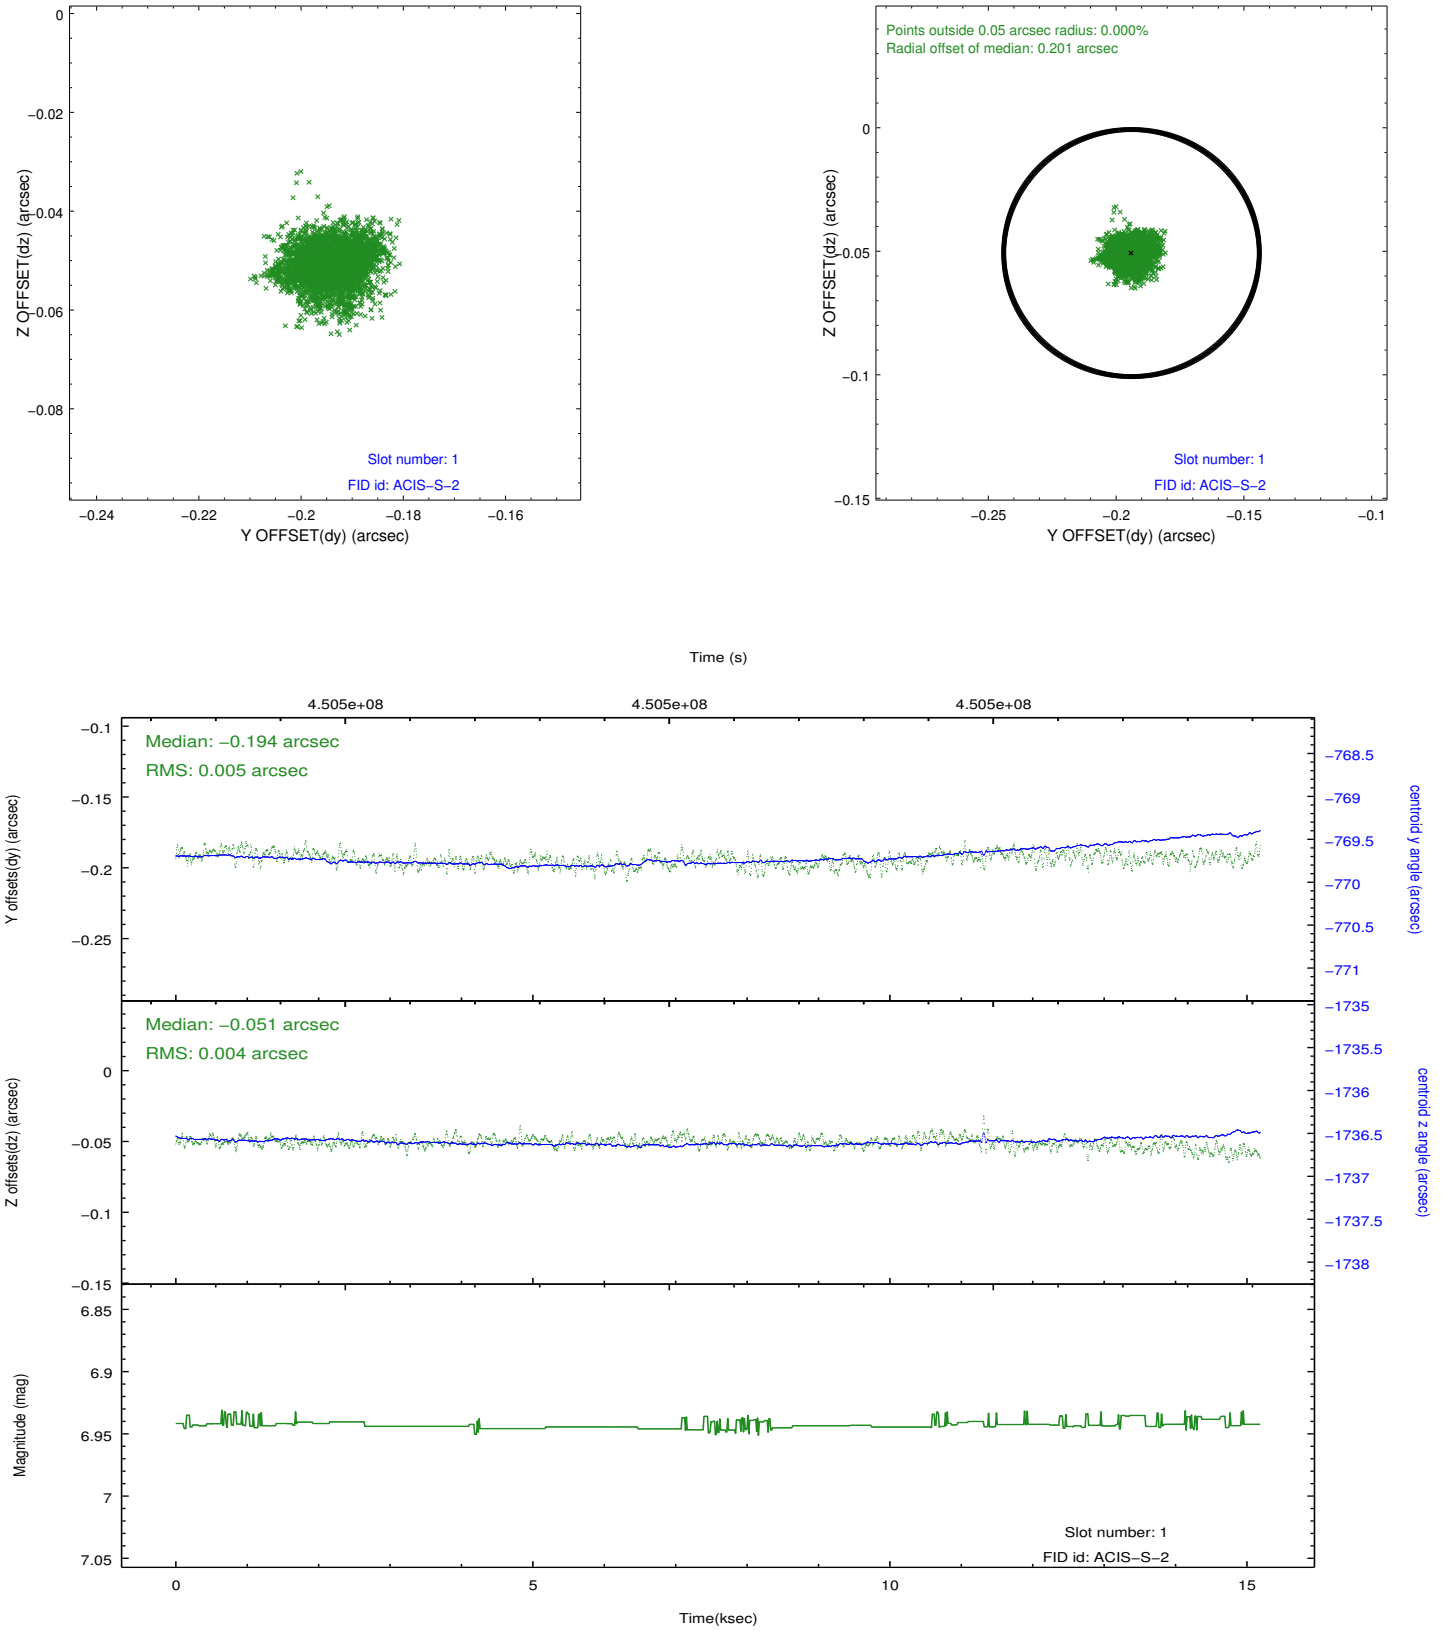 0
−0.02
−0.04
−0.06
−0.08
Z OFFSET(dz) (arcsec)
Slot number: 1
FID id: ACIS−S−2
−0.24
−0.22
−0.2
−0.18
−0.16
Y OFFSET(dy) (arcsec)
Points outside 0.05 arcsec radius: 0.000%
Radial offset of median: 0.201 arcsec
0
−0.05
−0.1
−0.15
Z OFFSET(dz) (arcsec)
Slot number: 1
FID id: ACIS−S−2
−0.25
−0.2
−0.15
−0.1
Y OFFSET(dy) (arcsec)
Time (s)
4.505e+08
4.505e+08
4.505e+08
Median: −0.194 arcsec
RMS: 0.005 arcsec
−0.1
−0.15
−0.2
−0.25
Y offsets(dy) (arcsec)
−768.5
−769
−769.5
−770
−770.5
−771
centroid y angle (arcsec)
Median: −0.051 arcsec
RMS: 0.004 arcsec
0
−0.05
−0.1
−0.15
Z offsets(dz) (arcsec)
−1735
−1735.5
−1736
−1736.5
−1737
−1737.5
−1738
centroid z angle (arcsec)
6.85
6.9
6.95
7
7.05
Magnitude (mag)
Slot number: 1
FID id: ACIS−S−2
0
5
10
15
Time(ksec)